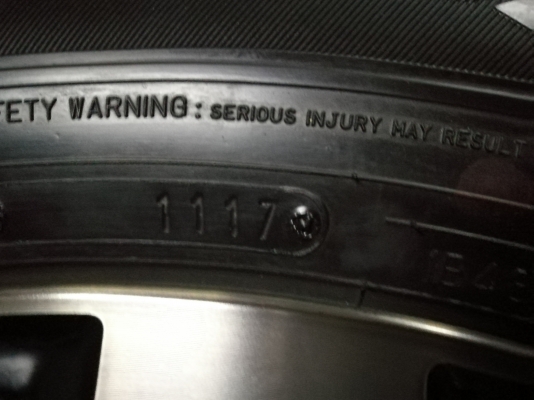 SAFETY WARNING: SERIOUS INJURY MAY RESULT
1117